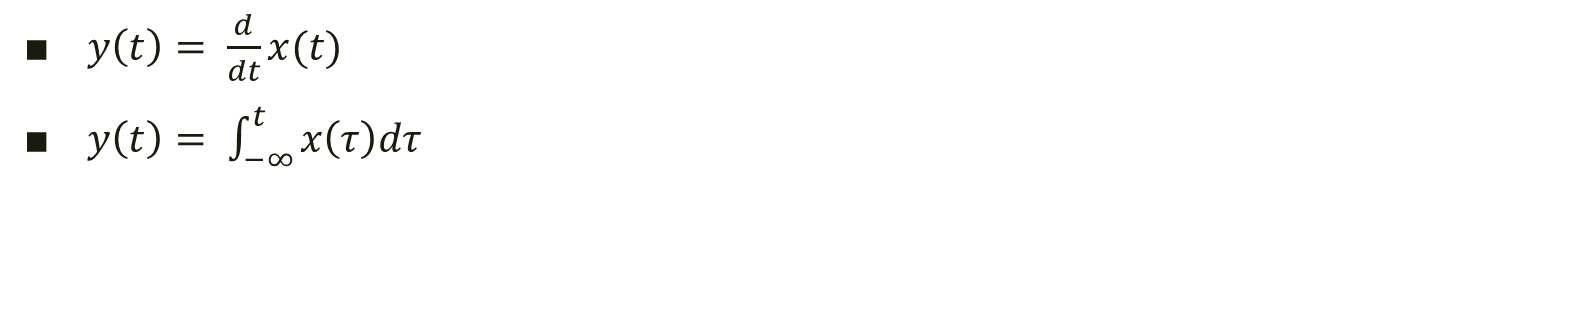 ■ y(t) = d/dt x(t)
■ y(t) = ∫_{−∞}^{t} x(τ)dτ